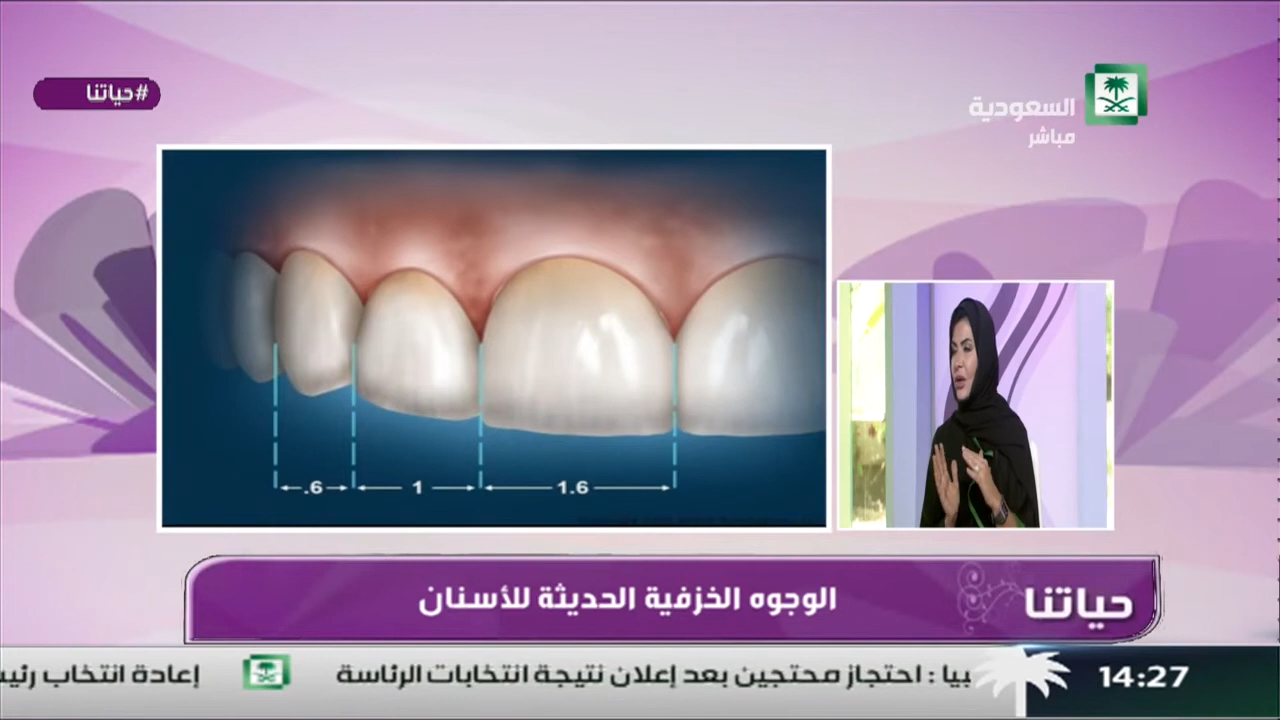 #حياتنا
السعودية
مباشر
.6
1
1.6
حياتنا
الوجوه الخزفية الحديثة للأسنان
14:27
: احتجاز محتجين بعد إعلان نتيجة انتخابات الرئاسة
إعادة انتخاب